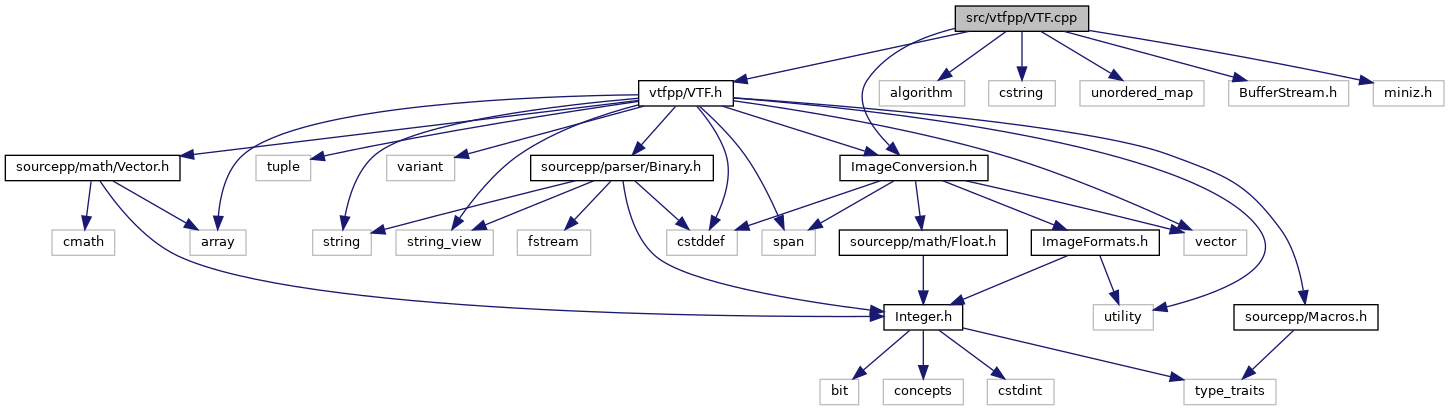 src/vtfpp/VTF.cpp
vtfpp/VTF.h
algorithm
cstring
unordered_map
BufferStream.h
miniz.h
sourcepp/math/Vector.h
tuple
variant
sourcepp/parser/Binary.h
ImageConversion.h
cmath
array
string
string_view
fstream
cstddef
span
sourcepp/math/Float.h
ImageFormats.h
vector
Integer.h
utility
sourcepp/Macros.h
bit
concepts
cstdint
type_traits